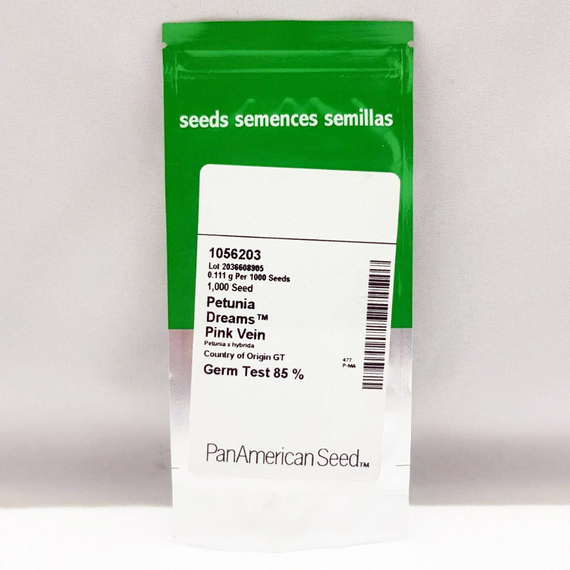 seeds semences semillas
1056203
Lot 2036608905
0.111 g Per 1000 Seeds
1,000 Seed
Petunia
Dreams™
Pink Vein
Petunia x hybrida
Country of Origin GT
477
P-MA
Germ Test 85 %
PanAmerican Seed™